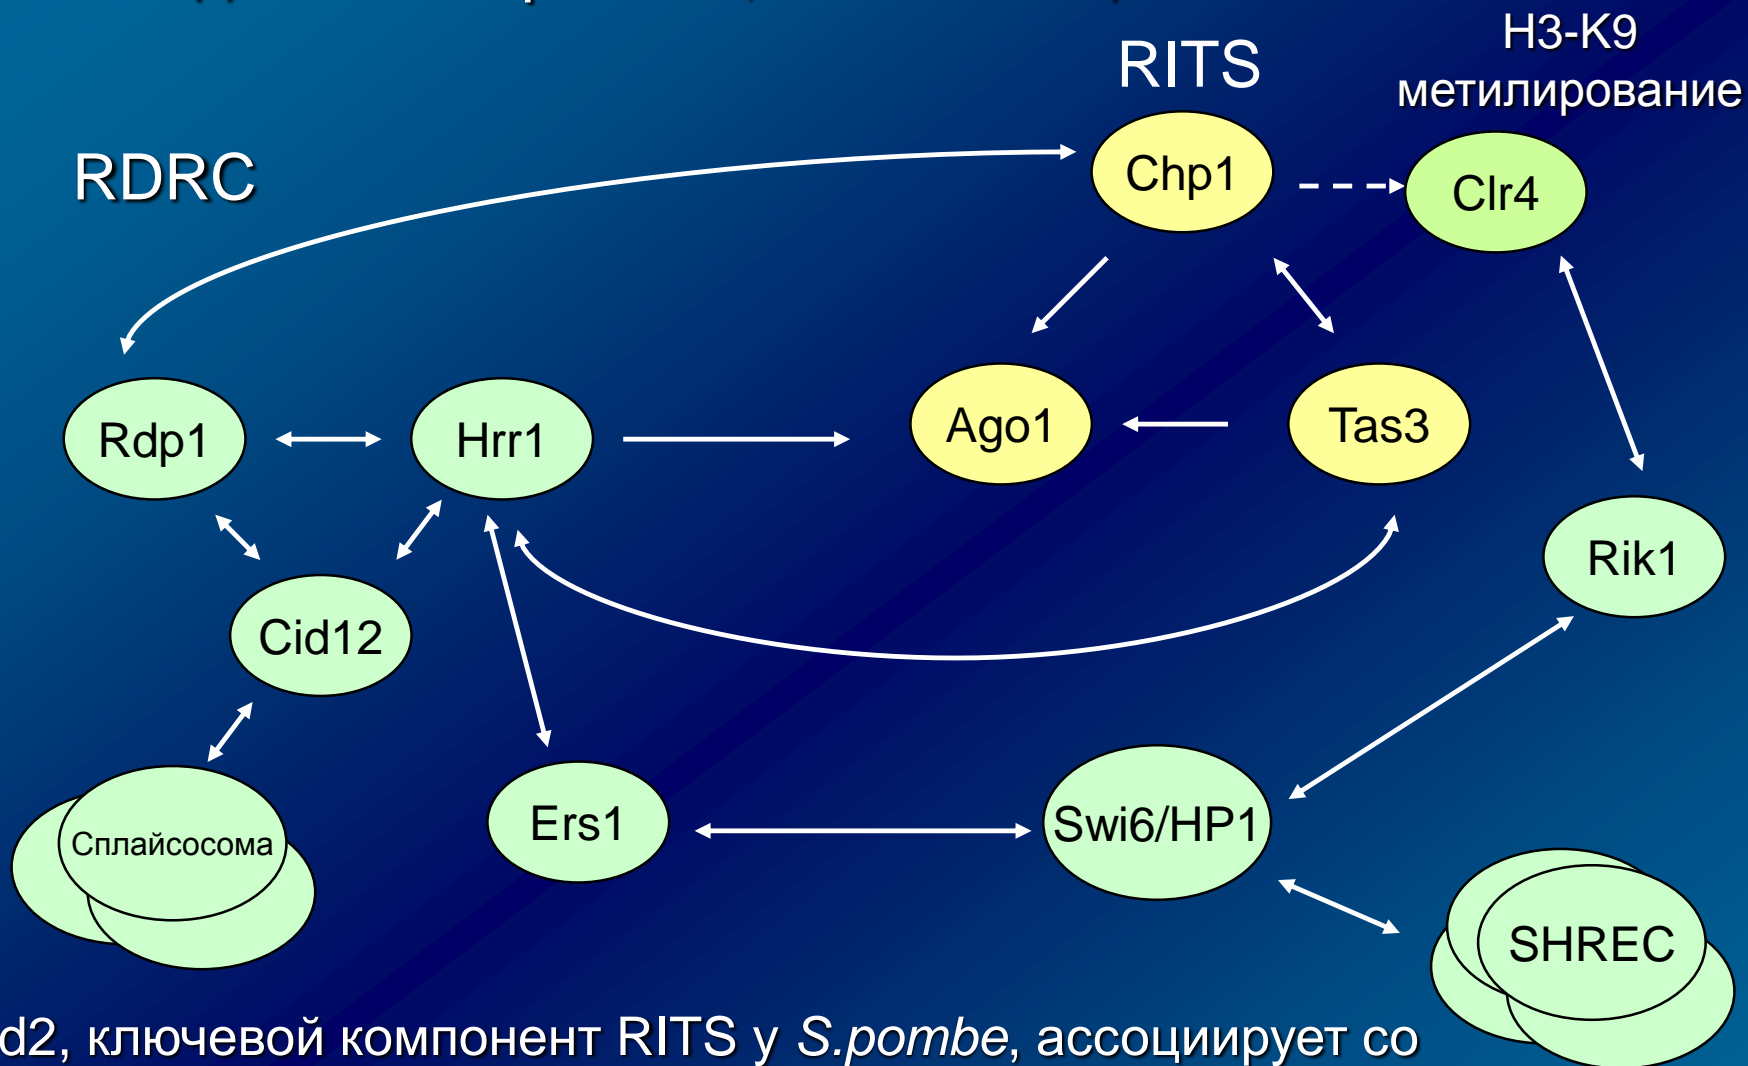 H3-K9
RITS
метилирование
Chp1
RDRC
Clr4
Ago1
Tas3
Rdp1
Hrr1
Rik1
Cid12
Ers1
Swi6/HP1
Сплайсосома
SHREC
d2, ключевой компонент RITS у S.pombe, ассоциирует со